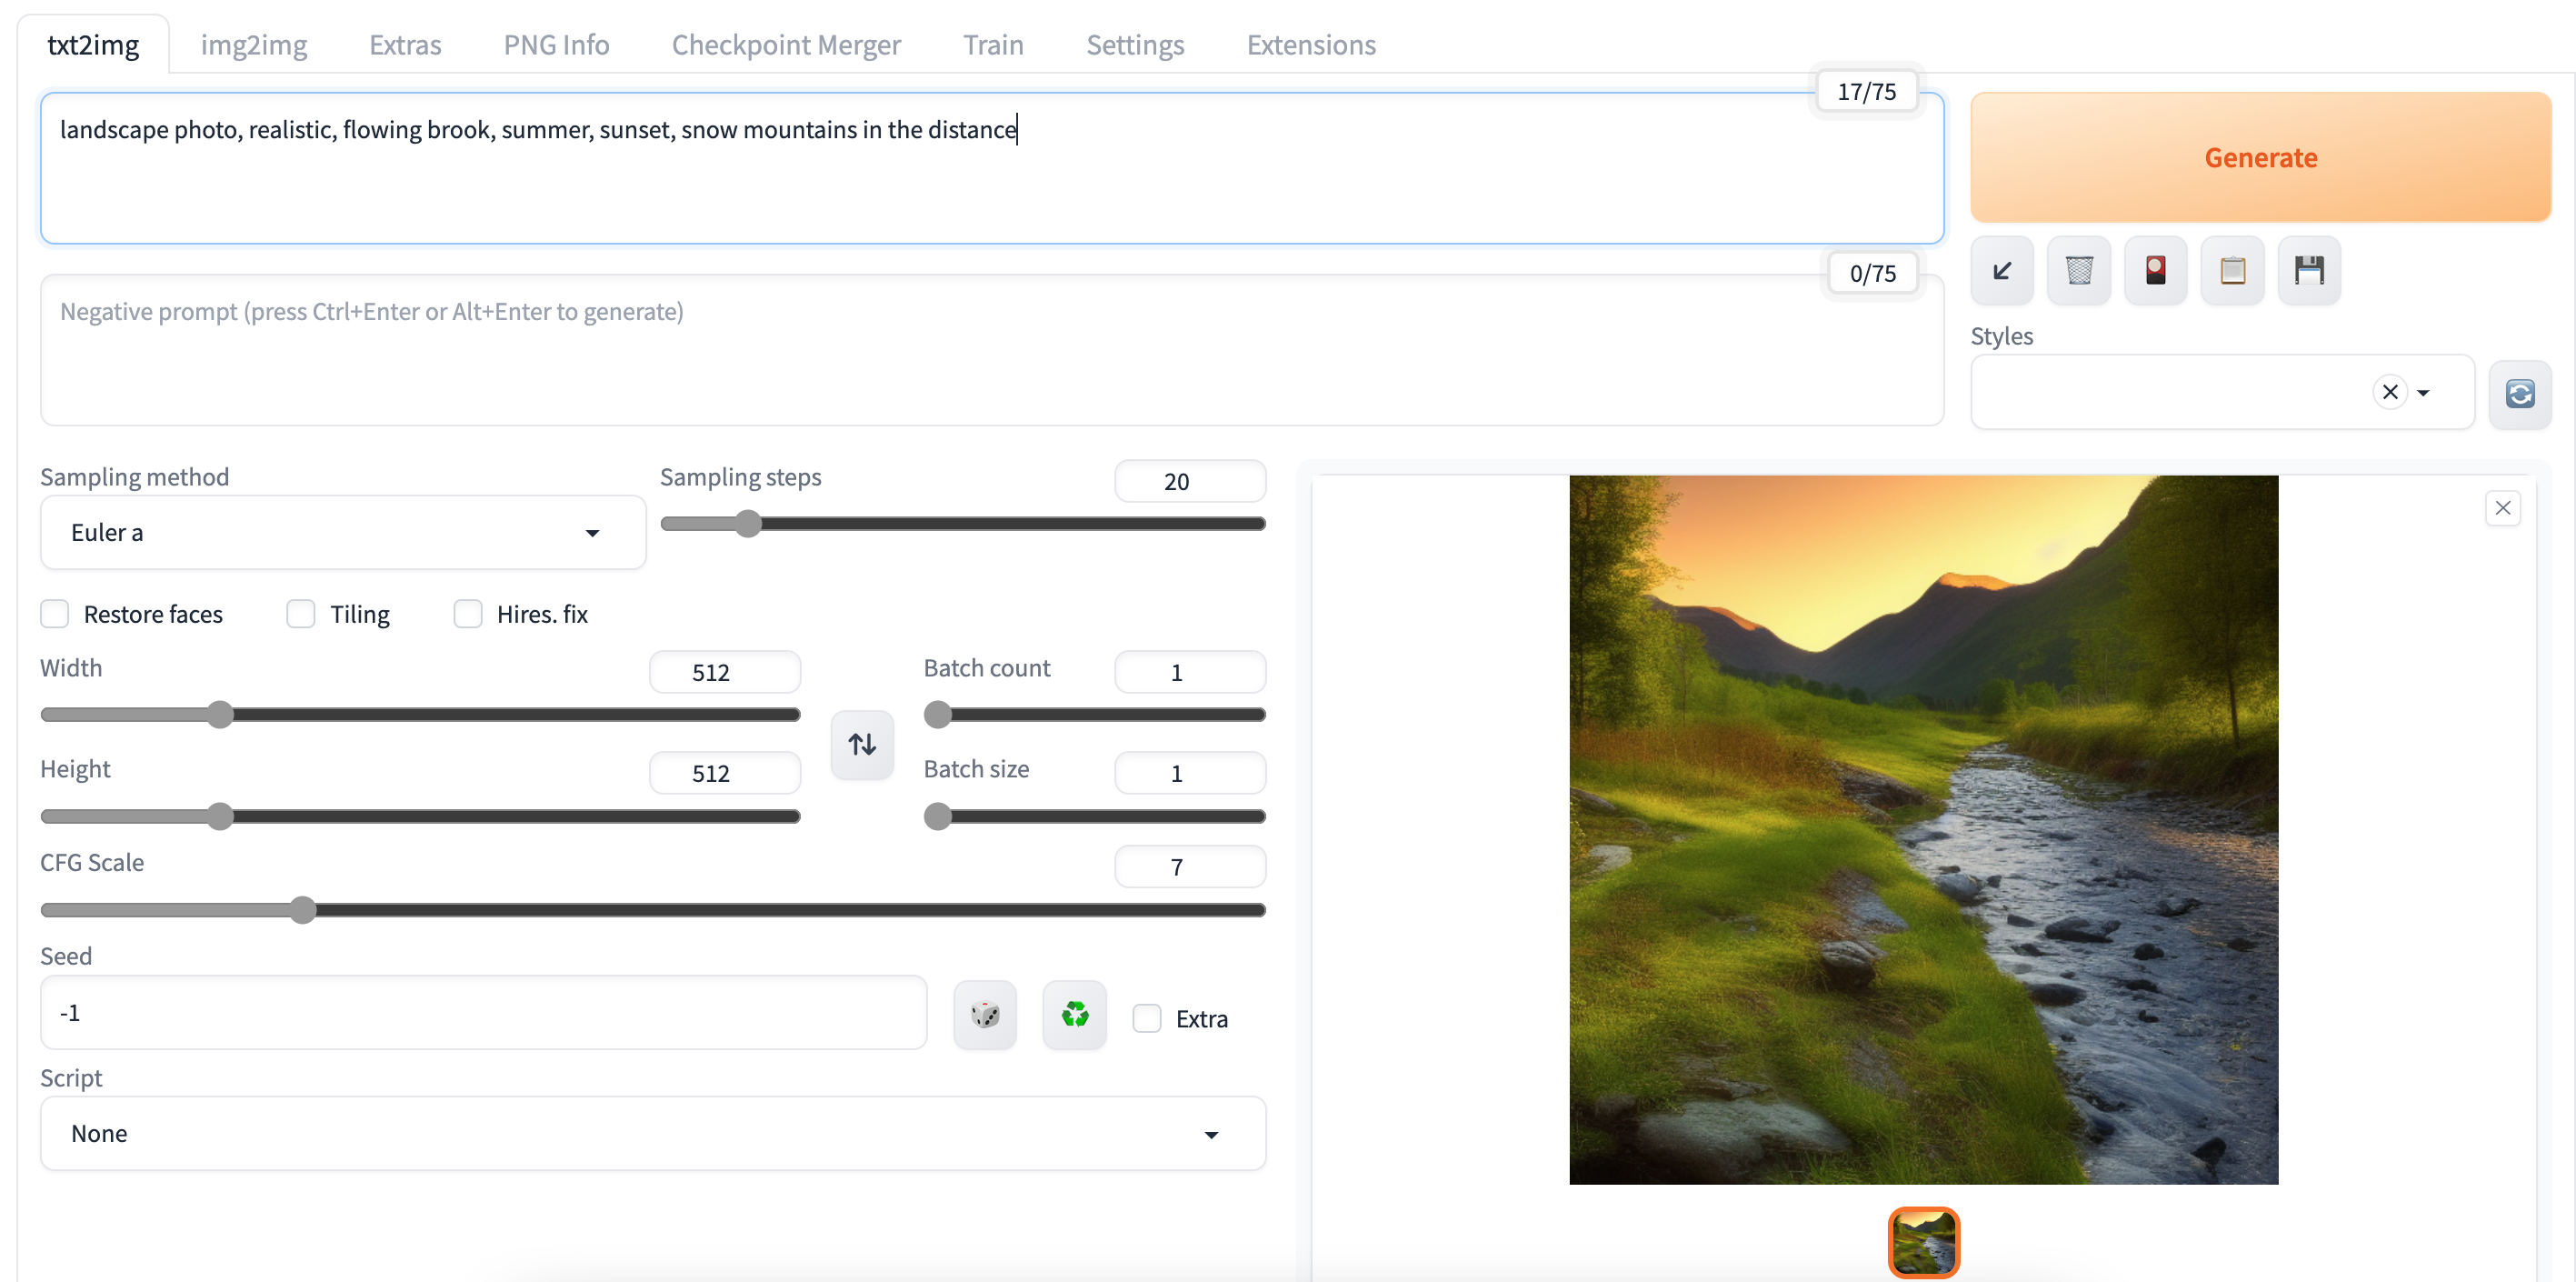 txt2img img2img Extras PNG Info Checkpoint Merger Train Settings Extensions
17/75
landscape photo, realistic, flowing brook, summer, sunset, snow mountains in the distance
Generate
0/75
Negative prompt (press Ctrl+Enter or Alt+Enter to generate)
Styles
Sampling method
Euler a
Sampling steps
20
Restore faces
Tiling
Hires. fix
Width
512
Batch count
1
Height
512
Batch size
1
CFG Scale
7
Seed
-1
Extra
Script
None